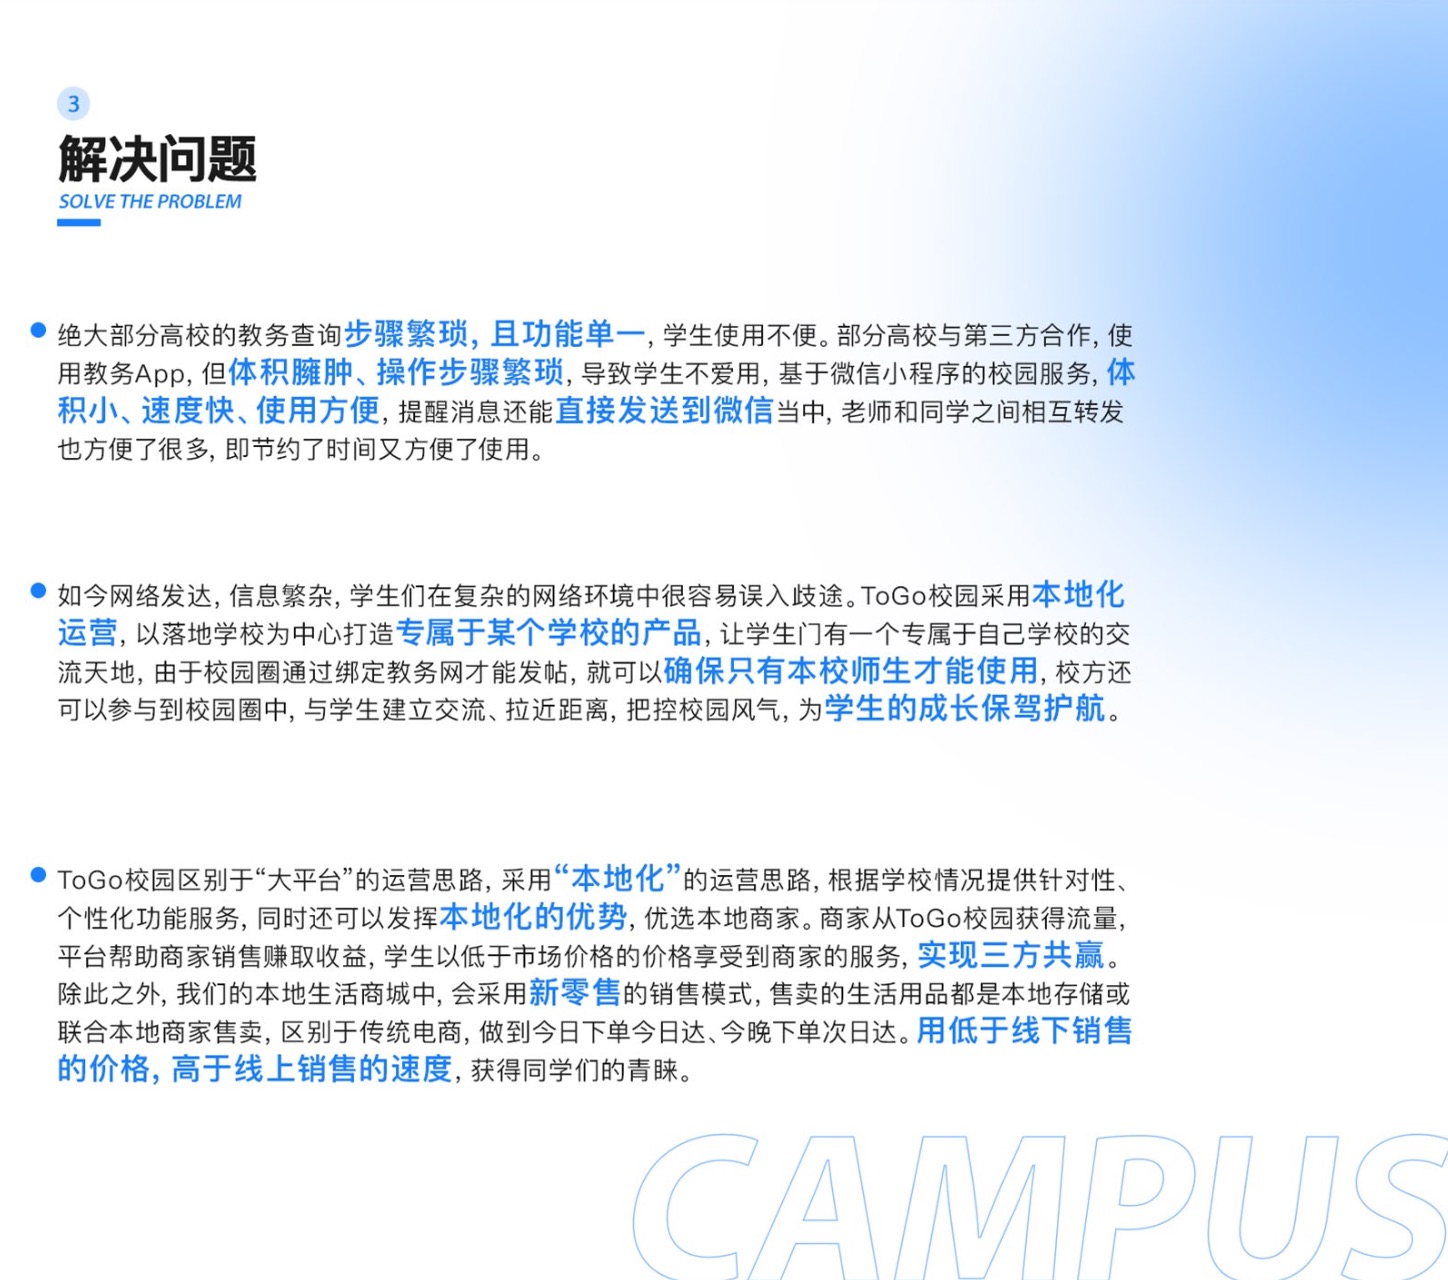 3
解决问题
SOLVE THE PROBLEM
绝大部分高校的教务查询步骤繁琐, 且功能单一, 学生使用不便。部分高校与第三方合作, 使
用教务App, 但体积臃肿、操作步骤繁琐, 导致学生不爱用, 基于微信小程序的校园服务, 体
积小、速度快、使用方便, 提醒消息还能直接发送到微信当中, 老师和同学之间相互转发
也方便了很多, 即节约了时间又方便了使用。
如今网络发达, 信息繁杂, 学生们在复杂的网络环境中很容易误入歧途。ToGo校园采用本地化
运营, 以落地学校为中心打造专属于某个学校的产品, 让学生门有一个专属于自己学校的交
流天地, 由于校园圈通过绑定教务网才能发帖, 就可以确保只有本校师生才能使用, 校方还
可以参与到校园圈中, 与学生建立交流、拉近距离, 把控校园风气, 为学生的成长保驾护航。
ToGo校园区别于“大平台”的运营思路, 采用“本地化”的运营思路, 根据学校情况提供针对性、
个性化功能服务, 同时还可以发挥本地化的优势, 优选本地商家。商家从ToGo校园获得流量,
平台帮助商家销售赚取收益, 学生以低于市场价格的价格享受到商家的服务, 实现三方共赢。
除此之外, 我们的本地生活商城中, 会采用新零售的销售模式, 售卖的生活用品都是本地存储或
联合本地商家售卖, 区别于传统电商, 做到今日下单今日达、今晚下单次日达。用低于线下销售
的价格, 高于线上销售的速度, 获得同学们的青睐。
CAMPUS